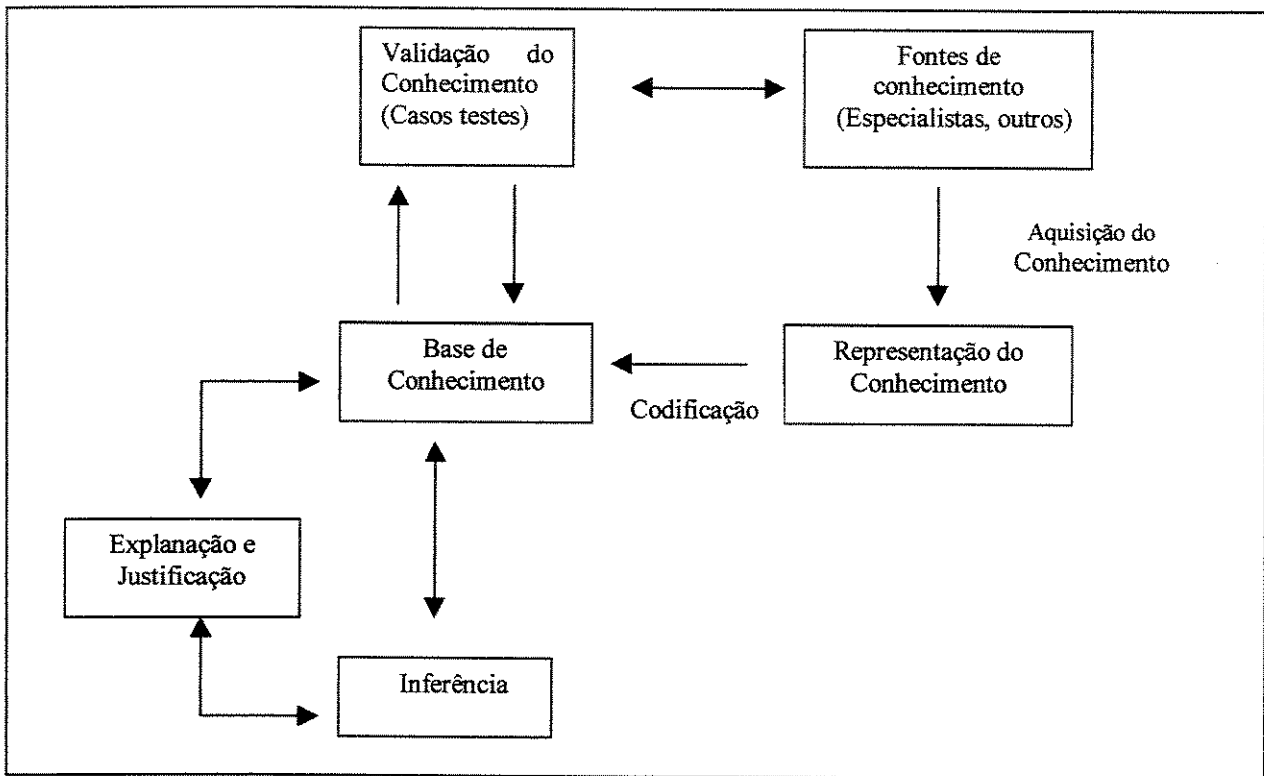 Validação do
Conhecimento
(Casos testes)
Fontes de
conhecimento
(Especialistas, outros)
Aquisição do
Conhecimento
Base de
Conhecimento
Codificação
Representação do
Conhecimento
Explanação e
Justificação
Inferência